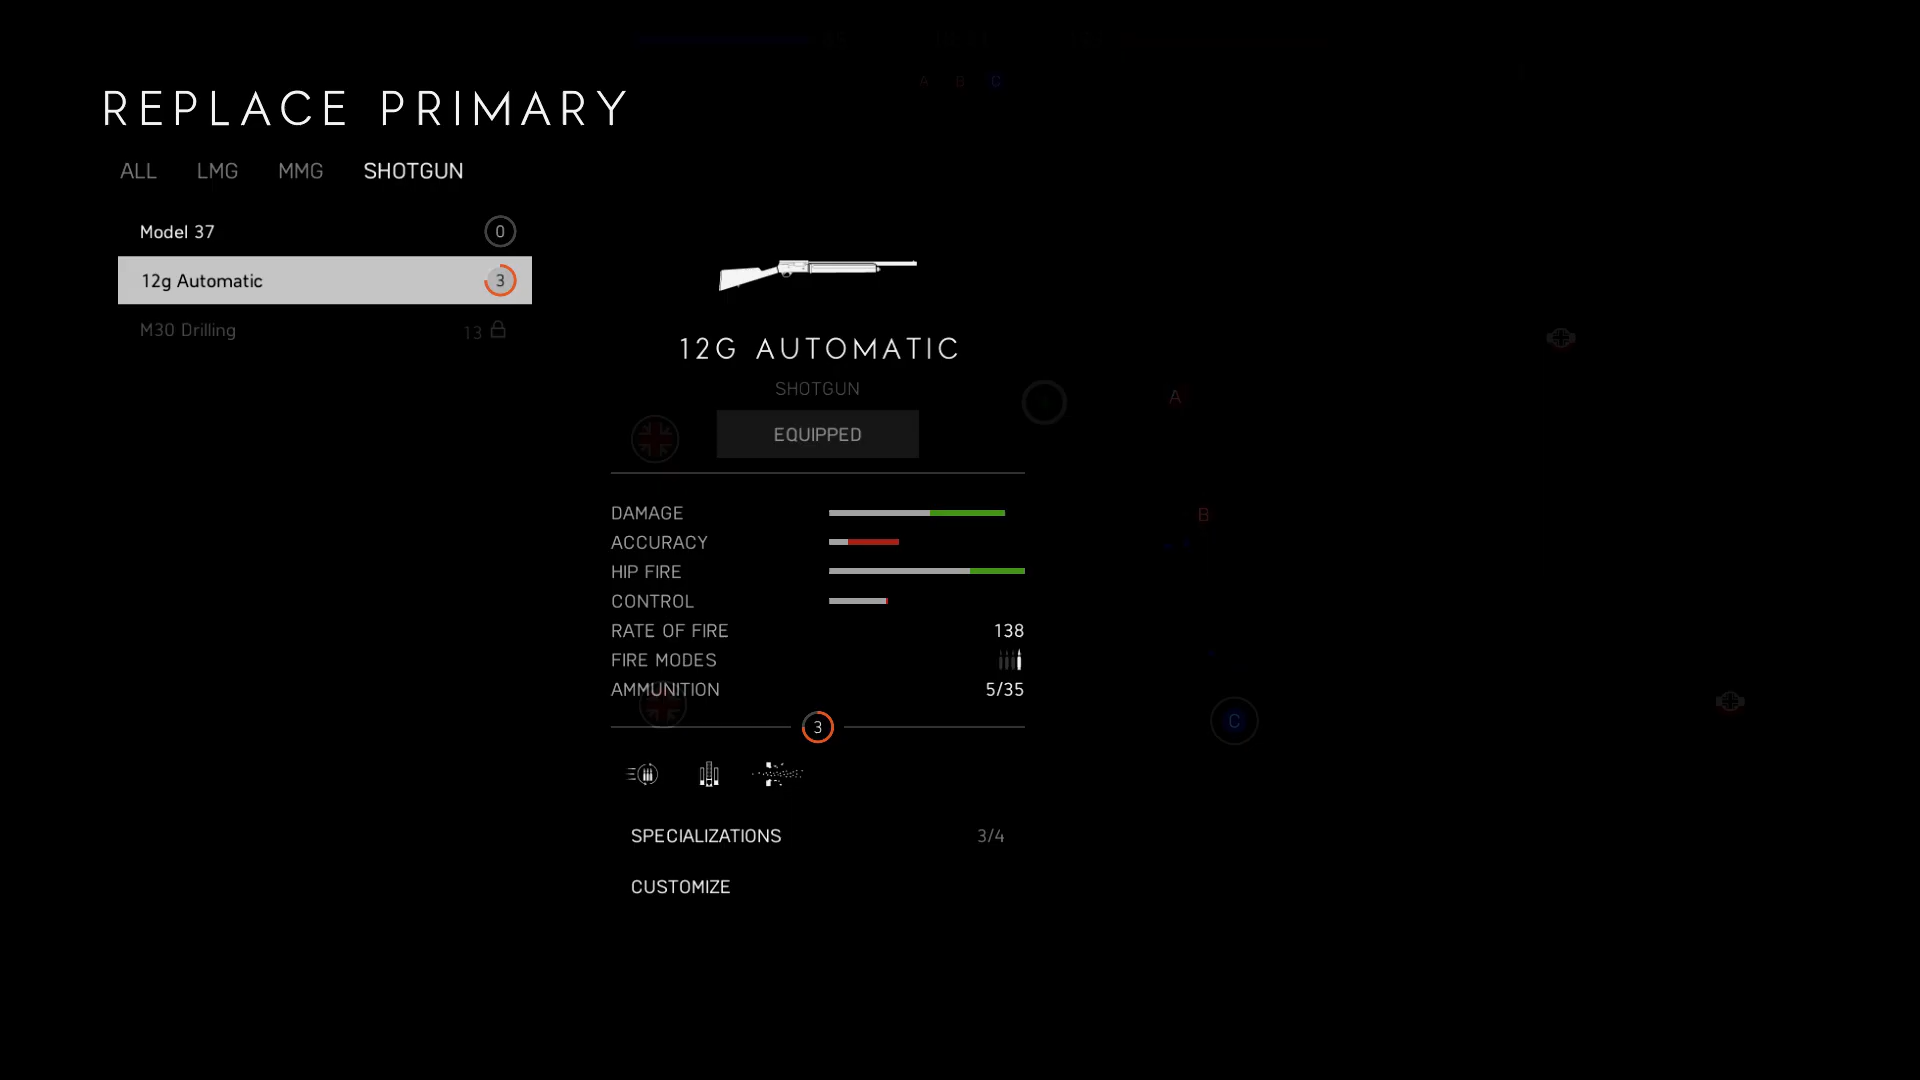 A B C
REPLACE PRIMARY
ALL LMG MMG SHOTGUN
Model 37 0
12g Automatic 3
M30 Drilling 13
12G AUTOMATIC
SHOTGUN
EQUIPPED
A
DAMAGE
B
ACCURACY
HIP FIRE
CONTROL
RATE OF FIRE 138
FIRE MODES
AMMUNITION 5/35
C
3
SPECIALIZATIONS 3/4
CUSTOMIZE